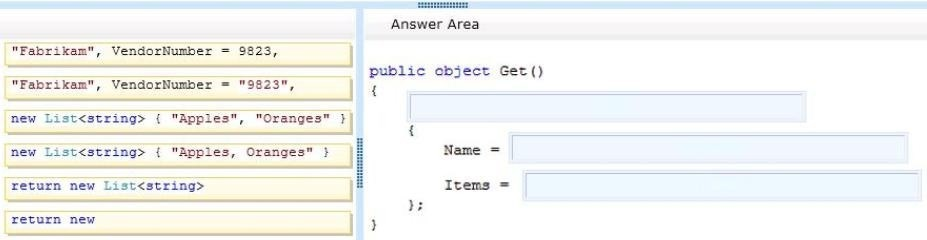 "Fabrikam", VendorNumber = 9823,
"Fabrikam", VendorNumber = "9823",
new List<string> { "Apples", "Oranges" }
new List<string> { "Apples, Oranges" }
return new List<string>
return new
Answer Area
public object Get()
{
{
Name =
Items =
};
}